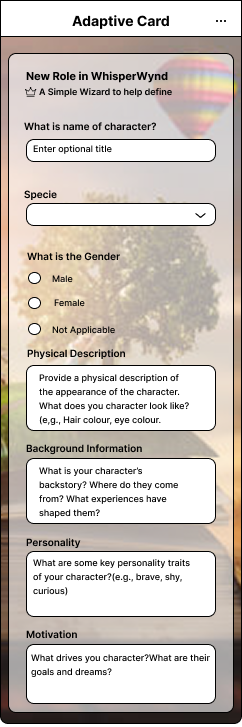 Adaptive Card
...
New Role in WhisperWynd
A Simple Wizard to help define
What is name of character?
Enter optional title
Specie
What is the Gender
Male
Female
Not Applicable
Physical Description
Provide a physical description of
the appearance of the character.
What does you character look like?
(e,g., Hair colour, eye colour.
Background Information
What is your character's
backstory? Where do they come
from? What experiences have
shaped them?
Personality
What are some key personality traits
of your character?(e.g., brave, shy,
curious)
Motivation
What drives you character?What are their
goals and dreams?